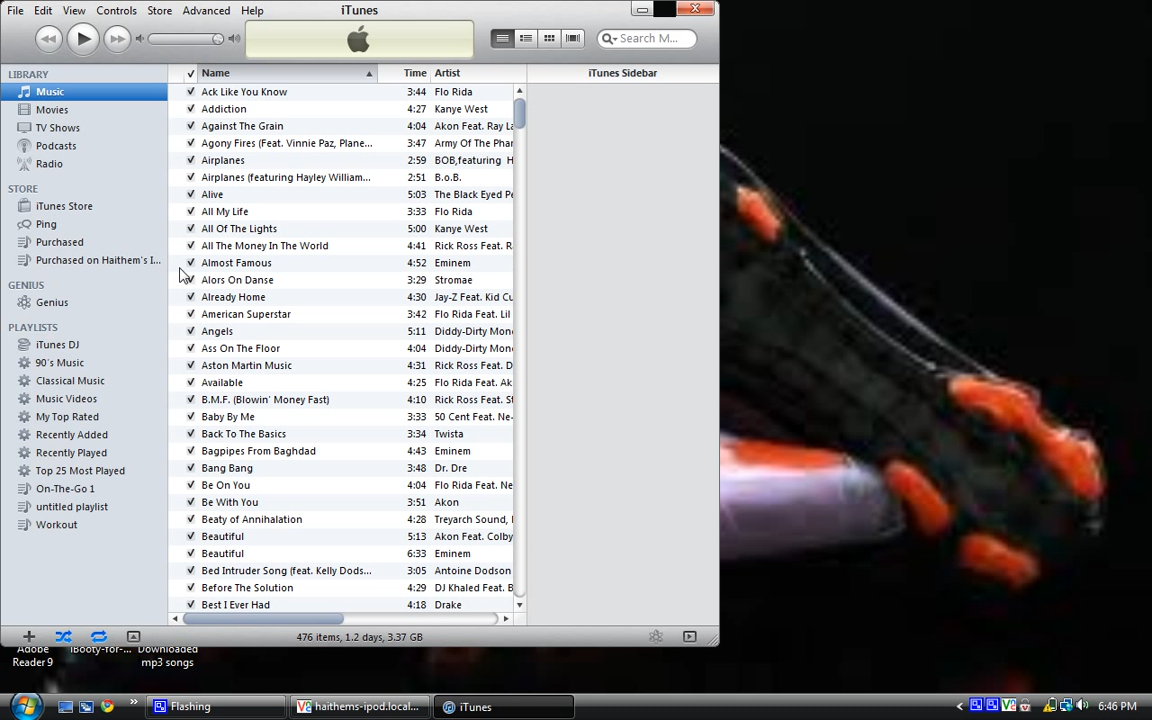 File Edit View Controls Store Advanced Help iTunes
Search M...
LIBRARY
Music
Movies
TV Shows
Podcasts
Radio
STORE
iTunes Store
Ping
Purchased
Purchased on Haithem's I...
GENIUS
Genius
PLAYLISTS
iTunes DJ
90's Music
Classical Music
Music Videos
My Top Rated
Recently Added
Recently Played
Top 25 Most Played
On-The-Go 1
untitled playlist
Workout
Name Time Artist
Ack Like You Know 3:44 Flo Rida
Addiction 4:27 Kanye West
Against The Grain 4:04 Akon Feat. Ray La
Agony Fires (Feat. Vinnie Paz, Plane... 3:47 Army Of The Phar
Airplanes 2:59 BOB,featuring H
Airplanes (featuring Hayley William... 2:51 B.o.B.
Alive 5:03 The Black Eyed Pe
All My Life 3:33 Flo Rida
All Of The Lights 5:00 Kanye West
All The Money In The World 4:41 Rick Ross Feat. R
Almost Famous 4:52 Eminem
Alors On Danse 3:29 Stromae
Already Home 4:30 Jay-Z Feat. Kid Cu
American Superstar 3:42 Flo Rida Feat. Lil
Angels 5:11 Diddy-Dirty Mon
Ass On The Floor 4:04 Diddy-Dirty Mon
Aston Martin Music 4:31 Rick Ross Feat. D
Available 4:25 Flo Rida Feat. Ak
B.M.F. (Blowin' Money Fast) 4:10 Rick Ross Feat. St
Baby By Me 3:33 50 Cent Feat. Ne-
Back To The Basics 3:34 Twista
Bagpipes From Baghdad 4:43 Eminem
Bang Bang 3:48 Dr. Dre
Be On You 4:04 Flo Rida Feat. Ne
Be With You 3:51 Akon
Beaty of Annihalation 4:28 Treyarch Sound,
Beautiful 5:13 Akon Feat. Colby
Beautiful 6:33 Eminem
Bed Intruder Song (feat. Kelly Dods... 3:05 Antoine Dodson
Before The Solution 4:29 DJ Khaled Feat. B
Best I Ever Had 4:18 Drake
iTunes Sidebar
476 items, 1.2 days, 3.37 GB
Adobe Reader 9
iBooty-for-...
Downloaded mp3 songs
Flashing
haithems-ipod.local...
iTunes
6:46 PM